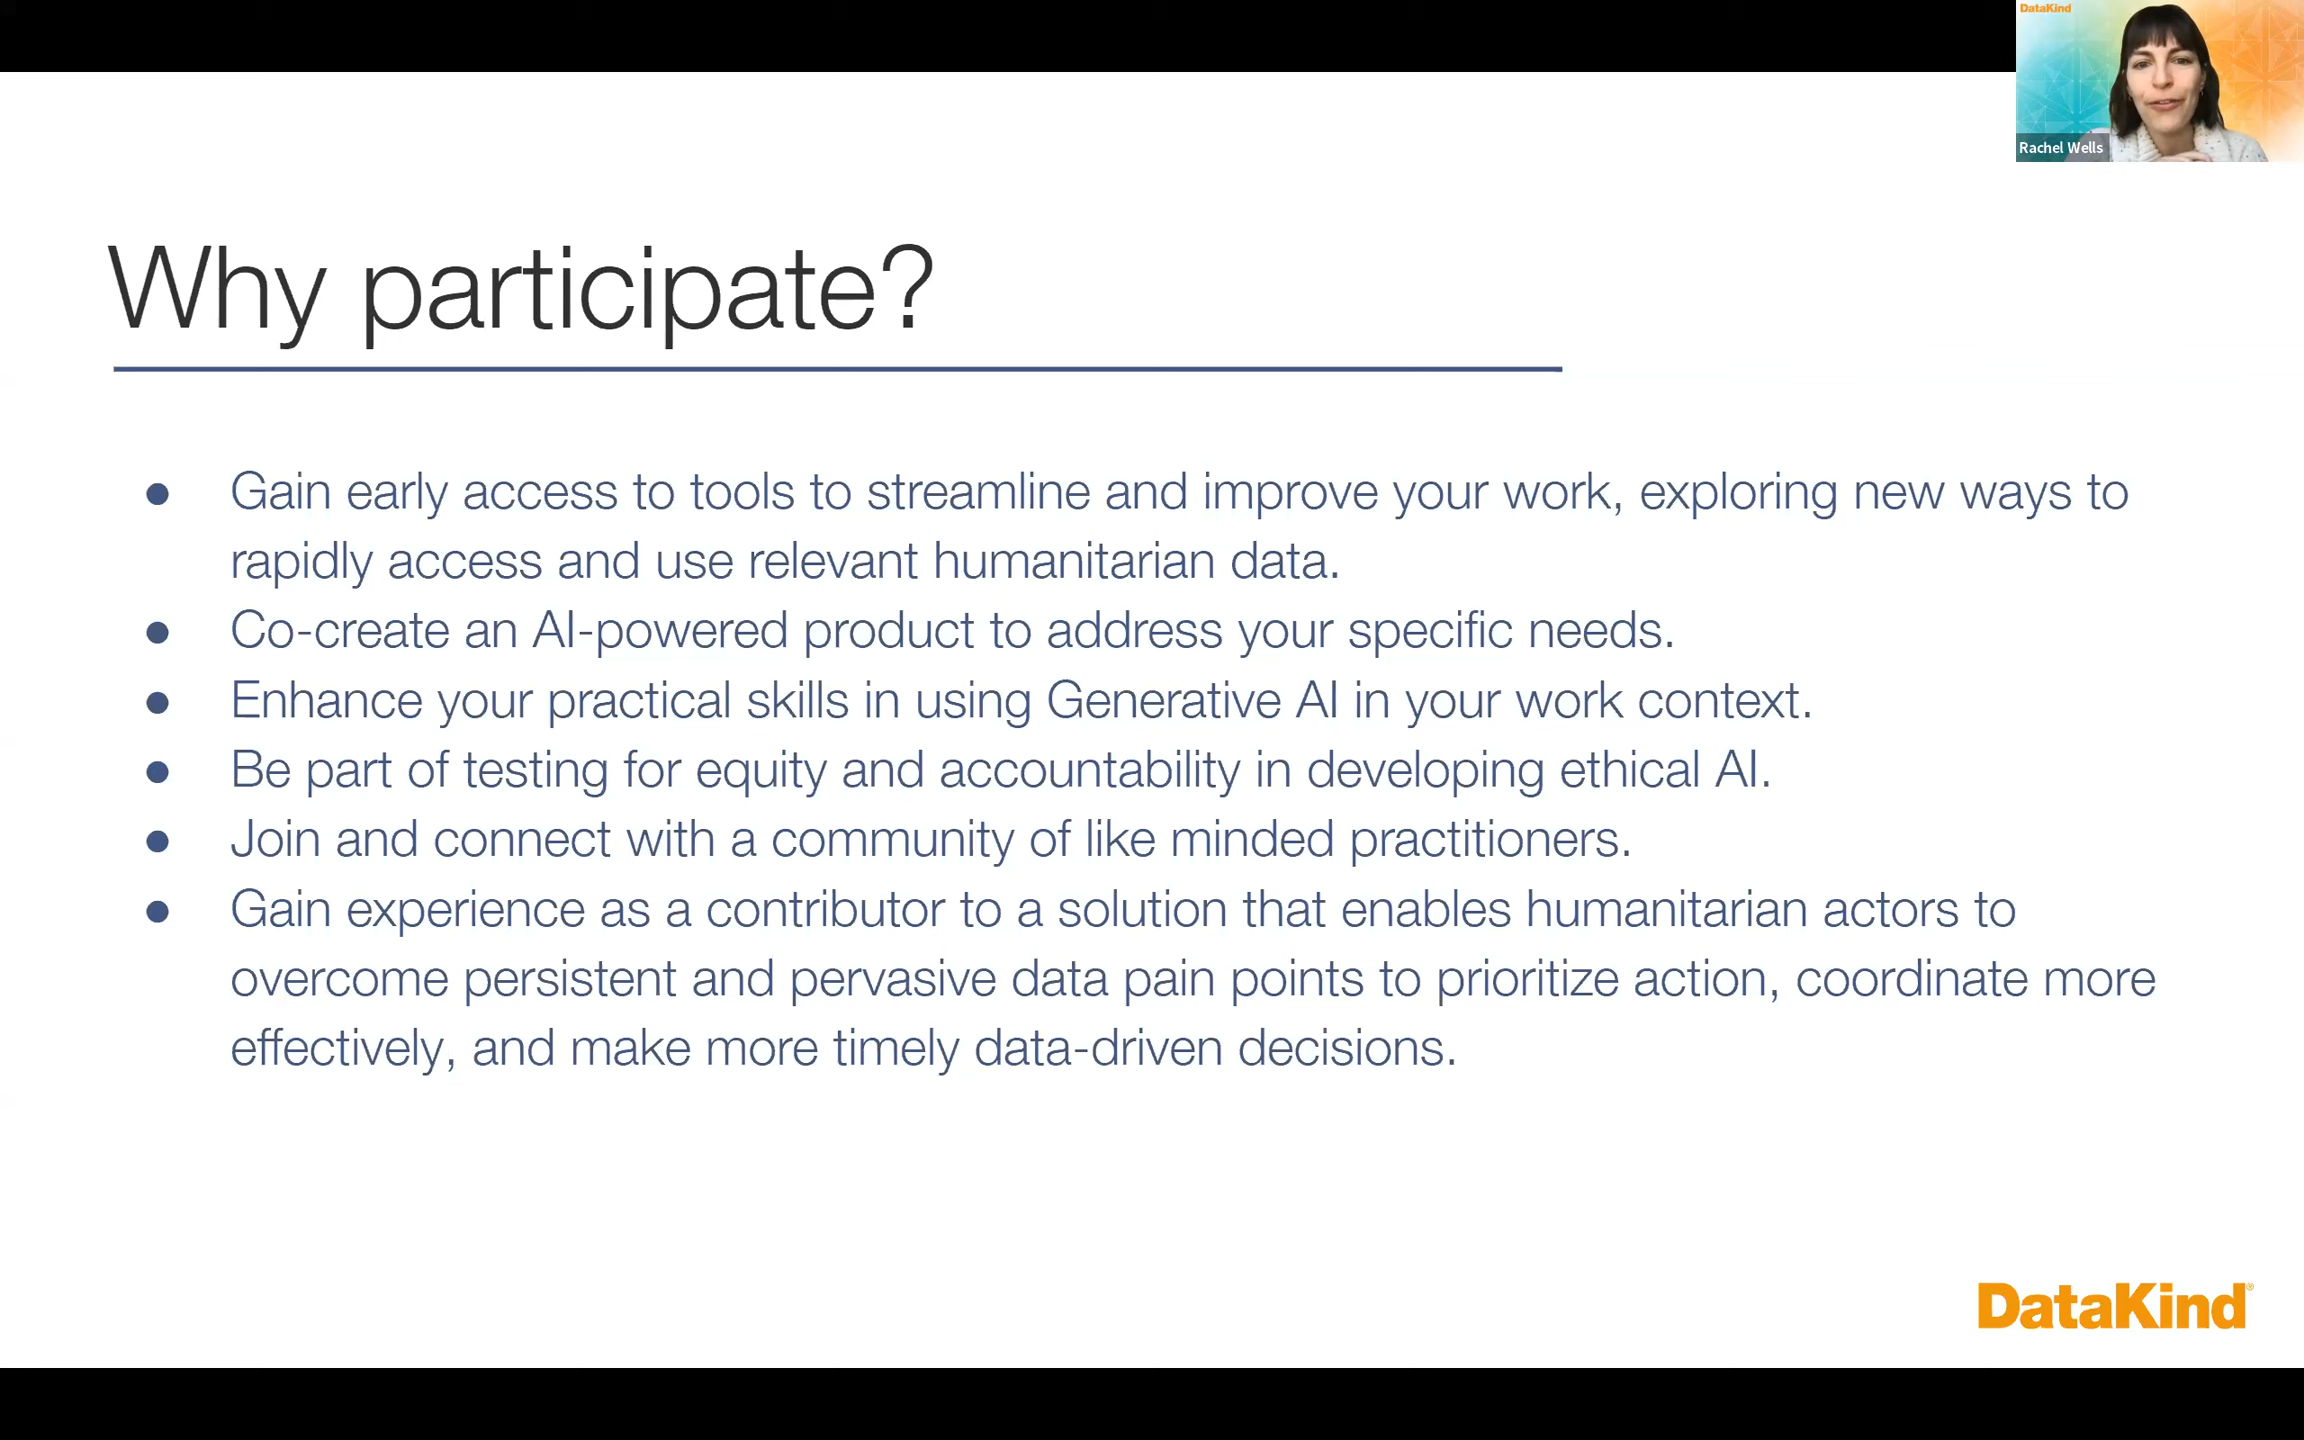 DataKind
Rachel Wells
Why participate?
● Gain early access to tools to streamline and improve your work, exploring new ways to
rapidly access and use relevant humanitarian data.
● Co-create an AI-powered product to address your specific needs.
● Enhance your practical skills in using Generative AI in your work context.
● Be part of testing for equity and accountability in developing ethical AI.
● Join and connect with a community of like minded practitioners.
● Gain experience as a contributor to a solution that enables humanitarian actors to
overcome persistent and pervasive data pain points to prioritize action, coordinate more
effectively, and make more timely data-driven decisions.
DataKind®